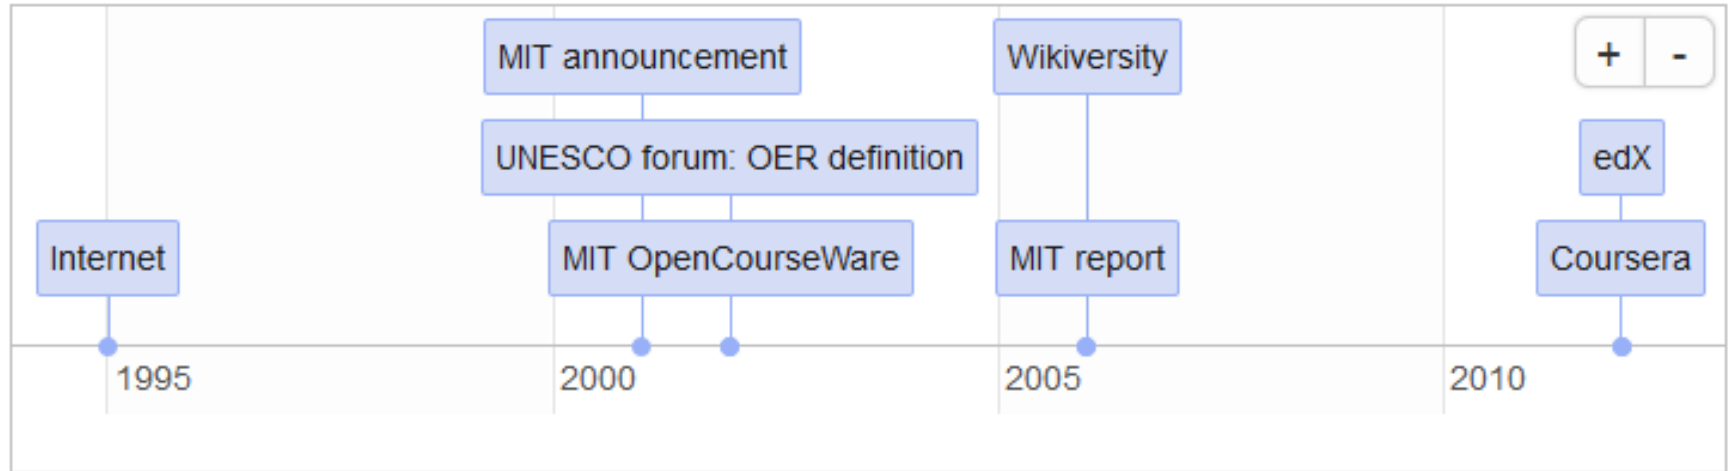 MIT announcement
Wikiversity
+ -
UNESCO forum: OER definition
edX
Internet
MIT OpenCourseWare
MIT report
Coursera
1995
2000
2005
2010